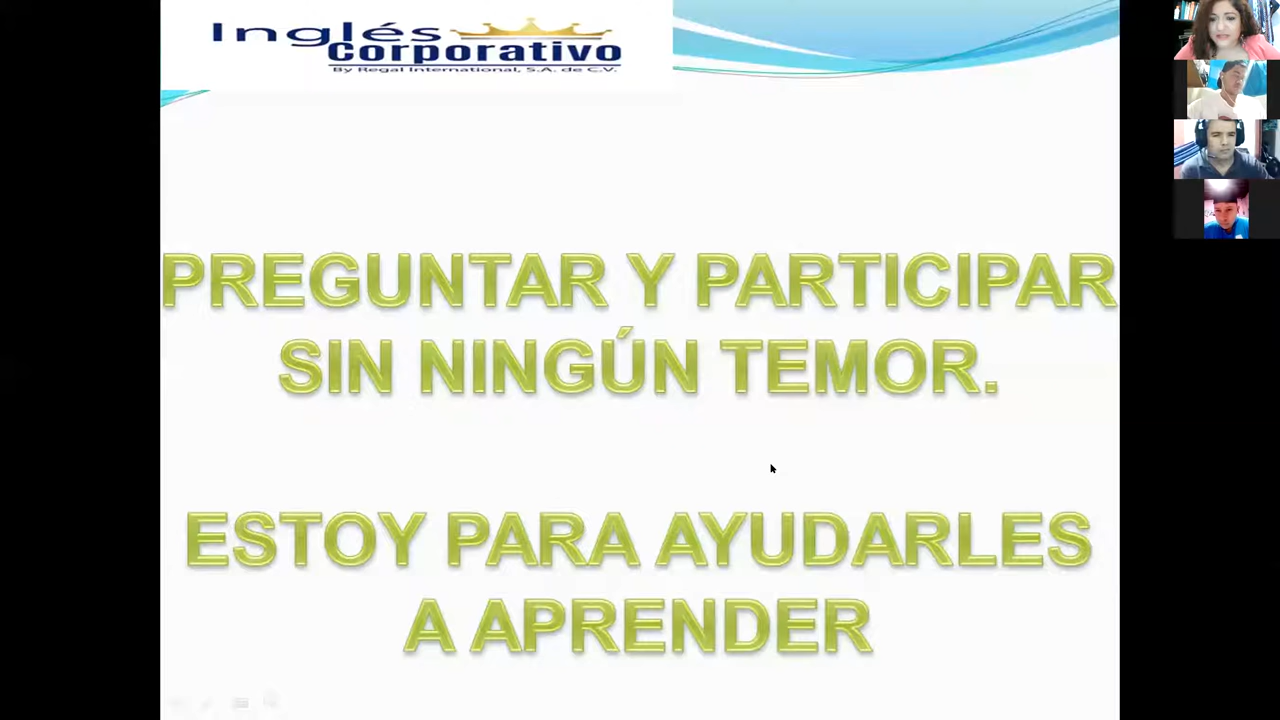 Inglés
Corporativo
By Regal International, S.A. de C.V.
PREGUNTAR Y PARTICIPAR
SIN NINGÚN TEMOR.
ESTOY PARA AYUDARLES
A APRENDER